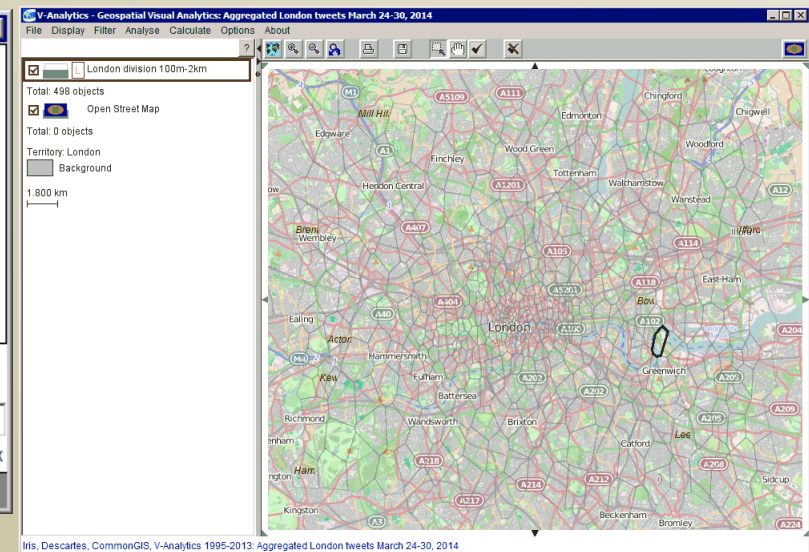 V-Analytics - Geospatial Visual Analytics: Aggregated London tweets March 24-30, 2014
File Display Filter Analyse Calculate Options About
?
L London division 100m-2km
Total: 498 objects
Open Street Map
Total: 0 objects
Territory: London
Background
1.800 km
M1 A5109 A111 Chingford
Mill Hill Edmonton Chigwell
Edgware Woodford
A1 Wood Green
Finchley Tottenham
Hendon Central A1201 Walthamstow A12
Wanstead
Wembley A407 A105 A114
A118 East-Ham
A404 A5201 Bow
Ealing A40 London A100 A102 A204
Acton
M4 Hammersmith Greenwich
Kew Fulham A202 A205
Battersea A202
Richmond Wandsworth Brixton A205 A209
Lee
Catford
A218 A208
A214 A212 Sidcup
A217
Kingston Beckenham
A3 Bromley A224
Iris, Descartes, CommonGIS, V-Analytics 1995-2013: Aggregated London tweets March 24-30, 2014